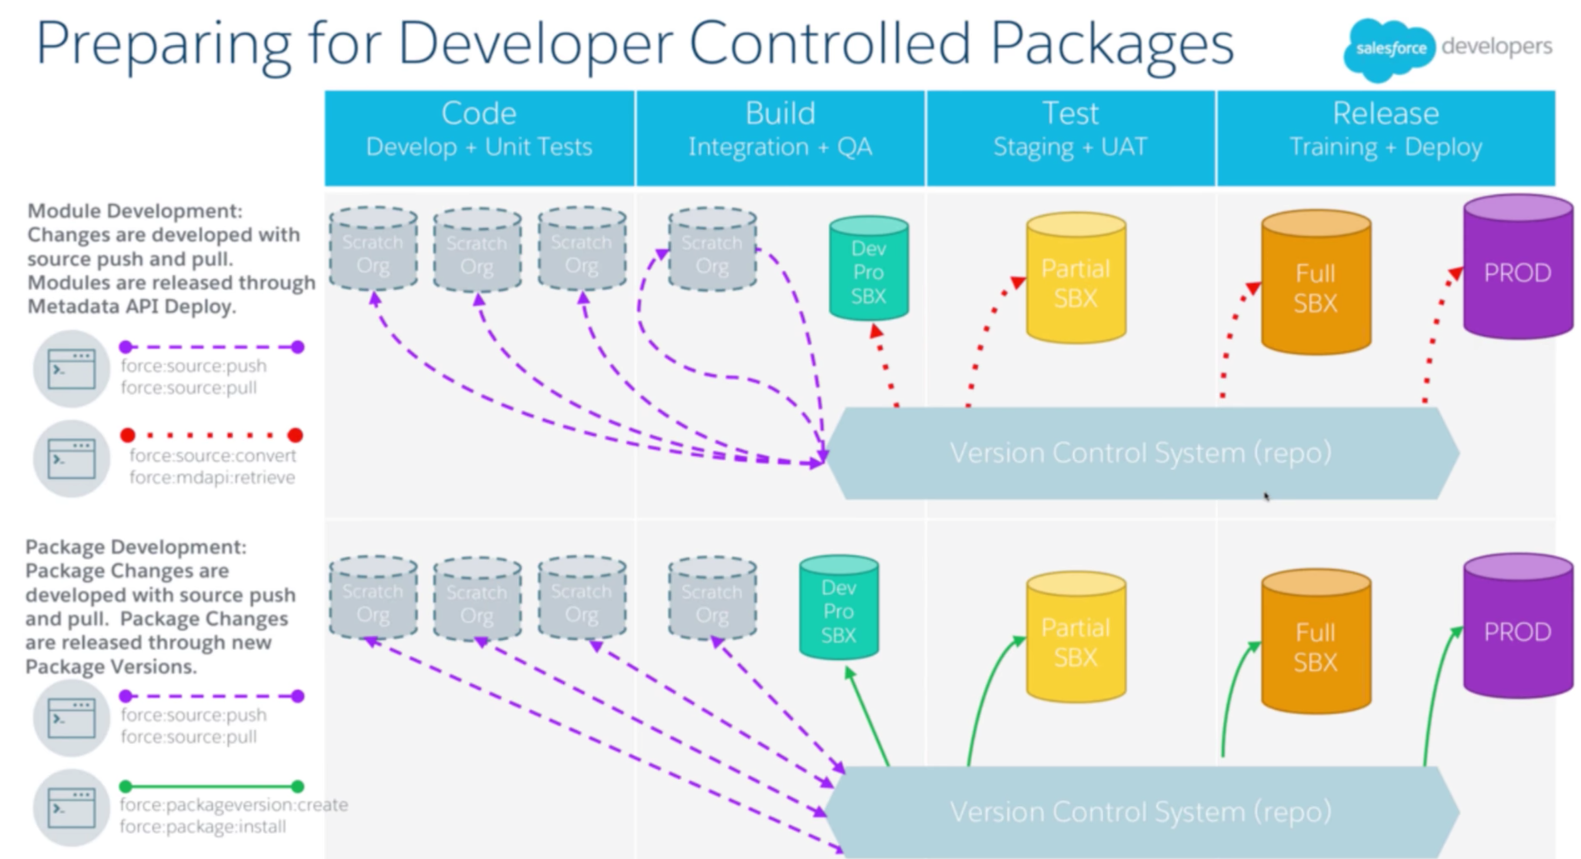 Preparing for Developer Controlled Packages
salesforce developers
Code
Develop + Unit Tests
Build
Integration + QA
Test
Staging + UAT
Release
Training + Deploy
Module Development:
Changes are developed with
source push and pull.
Modules are released through
Metadata API Deploy.
>_
force:source:push
force:source:pull
>_
force:source:convert
force:mdapi:retrieve
Scratch
Org
Scratch
Org
Scratch
Org
Scratch
Org
Dev
Pro
SBX
Partial
SBX
Full
SBX
PROD
Version Control System (repo)
Package Development:
Package Changes are
developed with source push
and pull. Package Changes
are released through new
Package Versions.
>_
force:source:push
force:source:pull
>_
force:packageversion:create
force:package:install
Scratch
Org
Scratch
Org
Scratch
Org
Scratch
Org
Dev
Pro
SBX
Partial
SBX
Full
SBX
PROD
Version Control System (repo)